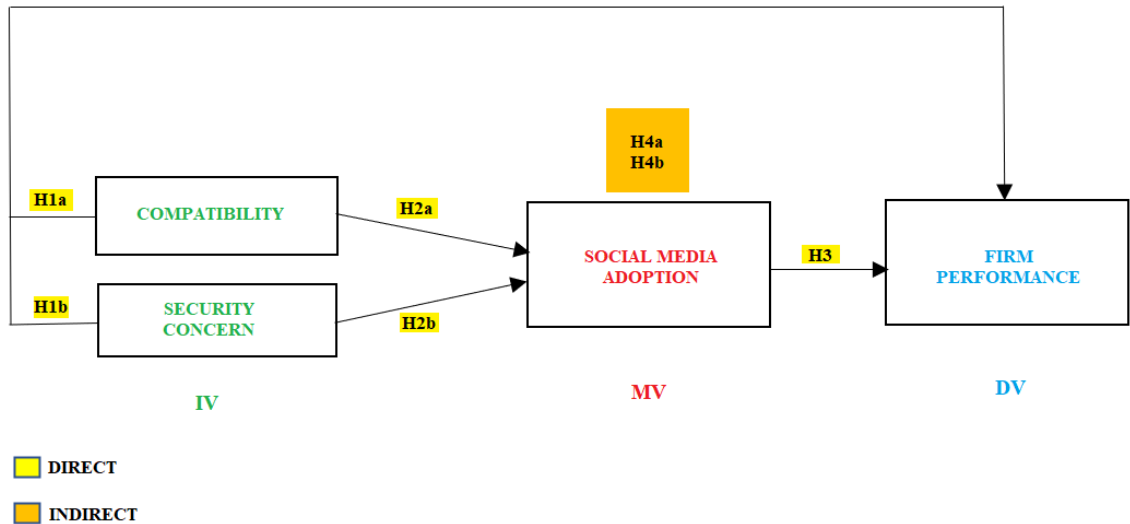 H4a
H4b
H1a
COMPATIBILITY
H2a
SOCIAL MEDIA
ADOPTION
H3
FIRM
PERFORMANCE
H1b
SECURITY
CONCERN
H2b
IV
MV
DV
DIRECT
INDIRECT